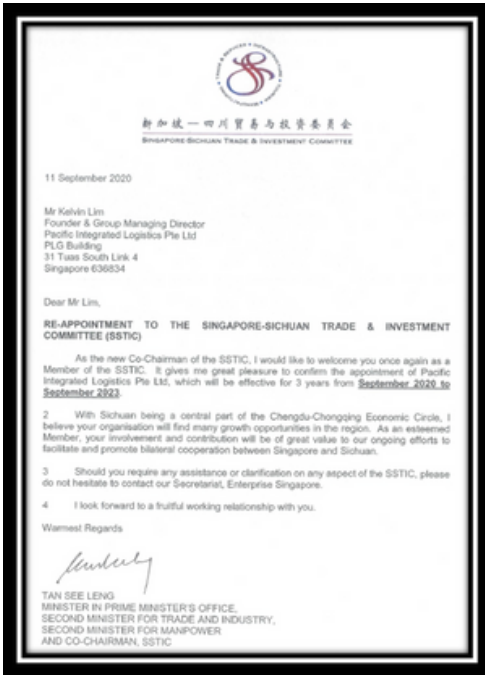 新加坡—四川贸易与投资委员会
SINGAPORE-SICHUAN TRADE & INVESTMENT COMMITTEE
11 September 2020
Mr Kelvin Lim
Founder & Group Managing Director
Pacific Integrated Logistics Pte Ltd
PLG Building
31 Tuas South Link 4
Singapore 636834
Dear Mr Lim,
RE-APPOINTMENT TO THE SINGAPORE-SICHUAN TRADE & INVESTMENT
COMMITTEE (SSTIC)
As the new Co-Chairman of the SSTIC, I would like to welcome you once again as a
Member of the SSTIC. It gives me great pleasure to confirm the appointment of Pacific
Integrated Logistics Pte Ltd, which will be effective for 3 years from September 2020 to
September 2023.
2 With Sichuan being a central part of the Chengdu-Chongqing Economic Circle, I
believe your organisation will find many growth opportunities in the region. As an esteemed
Member, your involvement and contribution will be of great value to our ongoing efforts to
facilitate and promote bilateral cooperation between Singapore and Sichuan.
3 Should you require any assistance or clarification on any aspect of the SSTIC, please
do not hesitate to contact our Secretariat, Enterprise Singapore.
4 I look forward to a fruitful working relationship with you.
Warmest Regards
TAN SEE LENG
MINISTER IN PRIME MINISTER'S OFFICE,
SECOND MINISTER FOR TRADE AND INDUSTRY,
SECOND MINISTER FOR MANPOWER
AND CO-CHAIRMAN, SSTIC